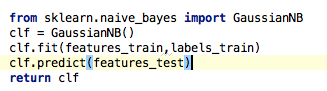 from sklearn.naive_bayes import GaussianNB
clf = GaussianNB()
clf.fit(features_train,labels_train)
clf.predict(features_test)
return clf